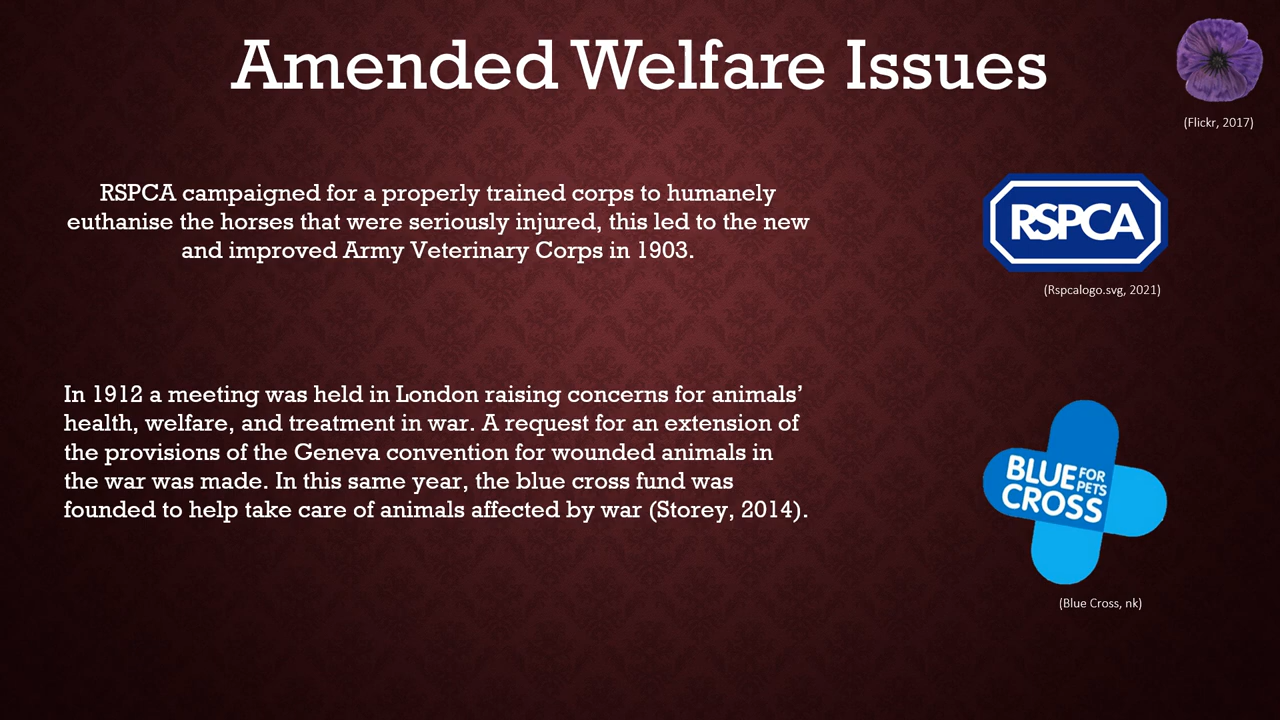 Amended Welfare Issues
(Flickr, 2017)
RSPCA campaigned for a properly trained corps to humanely
euthanise the horses that were seriously injured, this led to the new
and improved Army Veterinary Corps in 1903.
RSPCA
(Rspcalogo.svg, 2021)
In 1912 a meeting was held in London raising concerns for animals’
health, welfare, and treatment in war. A request for an extension of
the provisions of the Geneva convention for wounded animals in
the war was made. In this same year, the blue cross fund was
founded to help take care of animals affected by war (Storey, 2014).
BLUE FOR PETS
CROSS
(Blue Cross, nk)